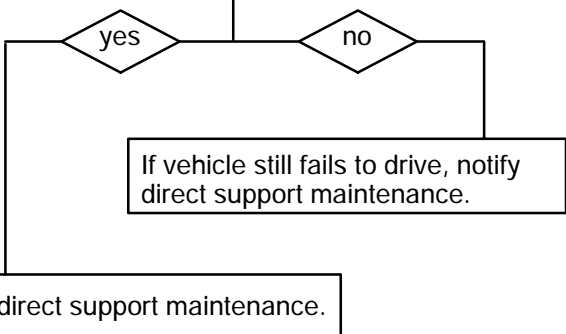 yes
no
If vehicle still fails to drive, notify
direct support maintenance.
direct support maintenance.